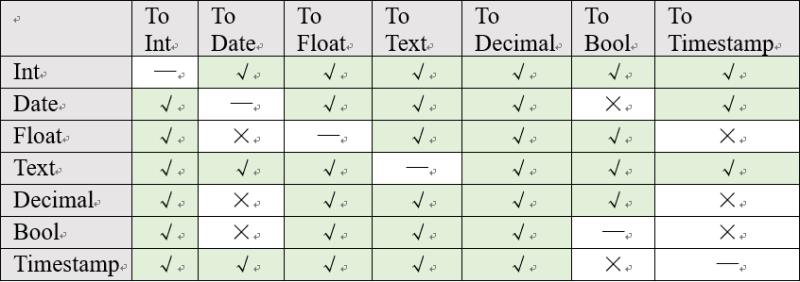 To Int To Date To Float To Text To Decimal To Bool To Timestamp
Int — √ √ √ √ √ √
Date √ — √ √ √ × √
Float √ × — √ √ √ ×
Text √ √ √ — √ √ √
Decimal √ × √ √ √ √ ×
Bool √ × √ √ √ — ×
Timestamp √ √ √ √ √ × —